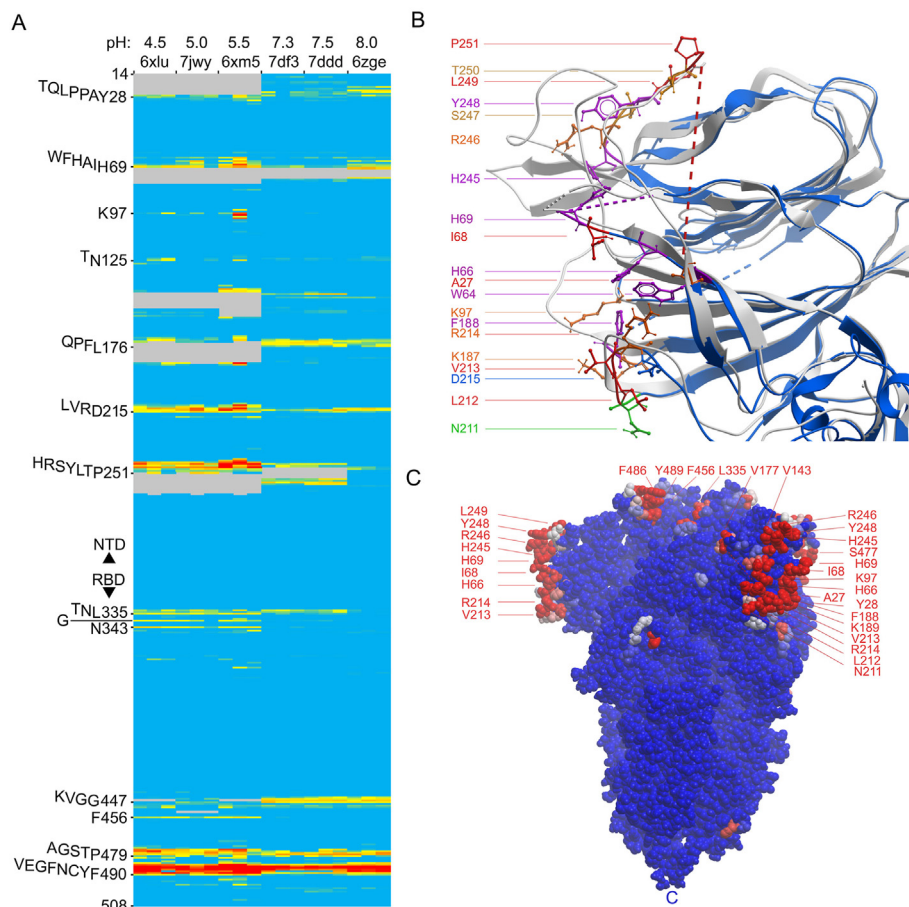 A
pH: 4.5 5.0 5.5 7.3 7.5 8.0
6xlu 7jwy 6xm5 7df3 7ddd 6zge
14
TQLPPAY28
WFHAIH69
K97
TN125
QPFL176
LVRD215
HRSYLTP251
NTD
RBD
TNL335
G
N343
KVGG447
F456
AGSTP479
VEGFNCYF490
508
B
P251
T250
L249
Y248
S247
R246
H245
H69
I68
H66
A27
W64
K97
F188
R214
K187
V213
D215
L212
N211
C
F486 Y489 F456 L335 V177 V143
L249
Y248
R246
H245
H69
I68
H66
R214
V213
R246
Y248
H245
S477
H69
I68
K97
H66
A27
Y28
F188
K189
V213
R214
L212
N211
C